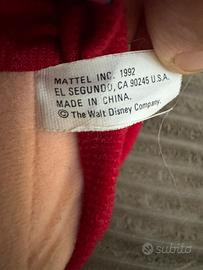 MATTEL INC. 1992
EL SEGUNDO, CA 90245 U.S.A.
MADE IN CHINA.
© The Walt Disney Company.
subito